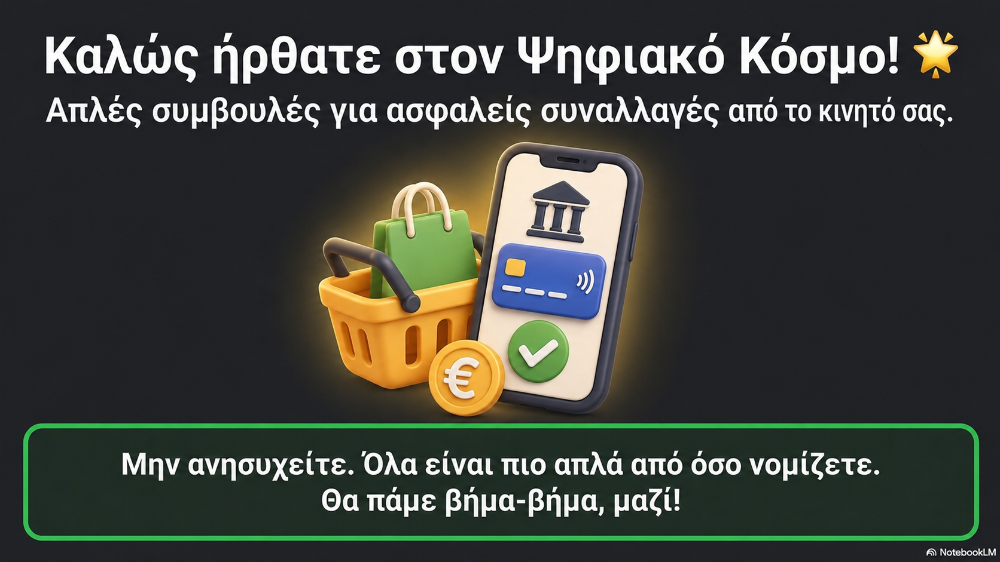 Καλώς ήρθατε στον Ψηφιακό Κόσμο! 🌟
Απλές συμβουλές για ασφαλείς συναλλαγές από το κινητό σας.
€
Μην ανησυχείτε. Όλα είναι πιο απλά από όσο νομίζετε.
Θα πάμε βήμα-βήμα, μαζί!
NotebookLM